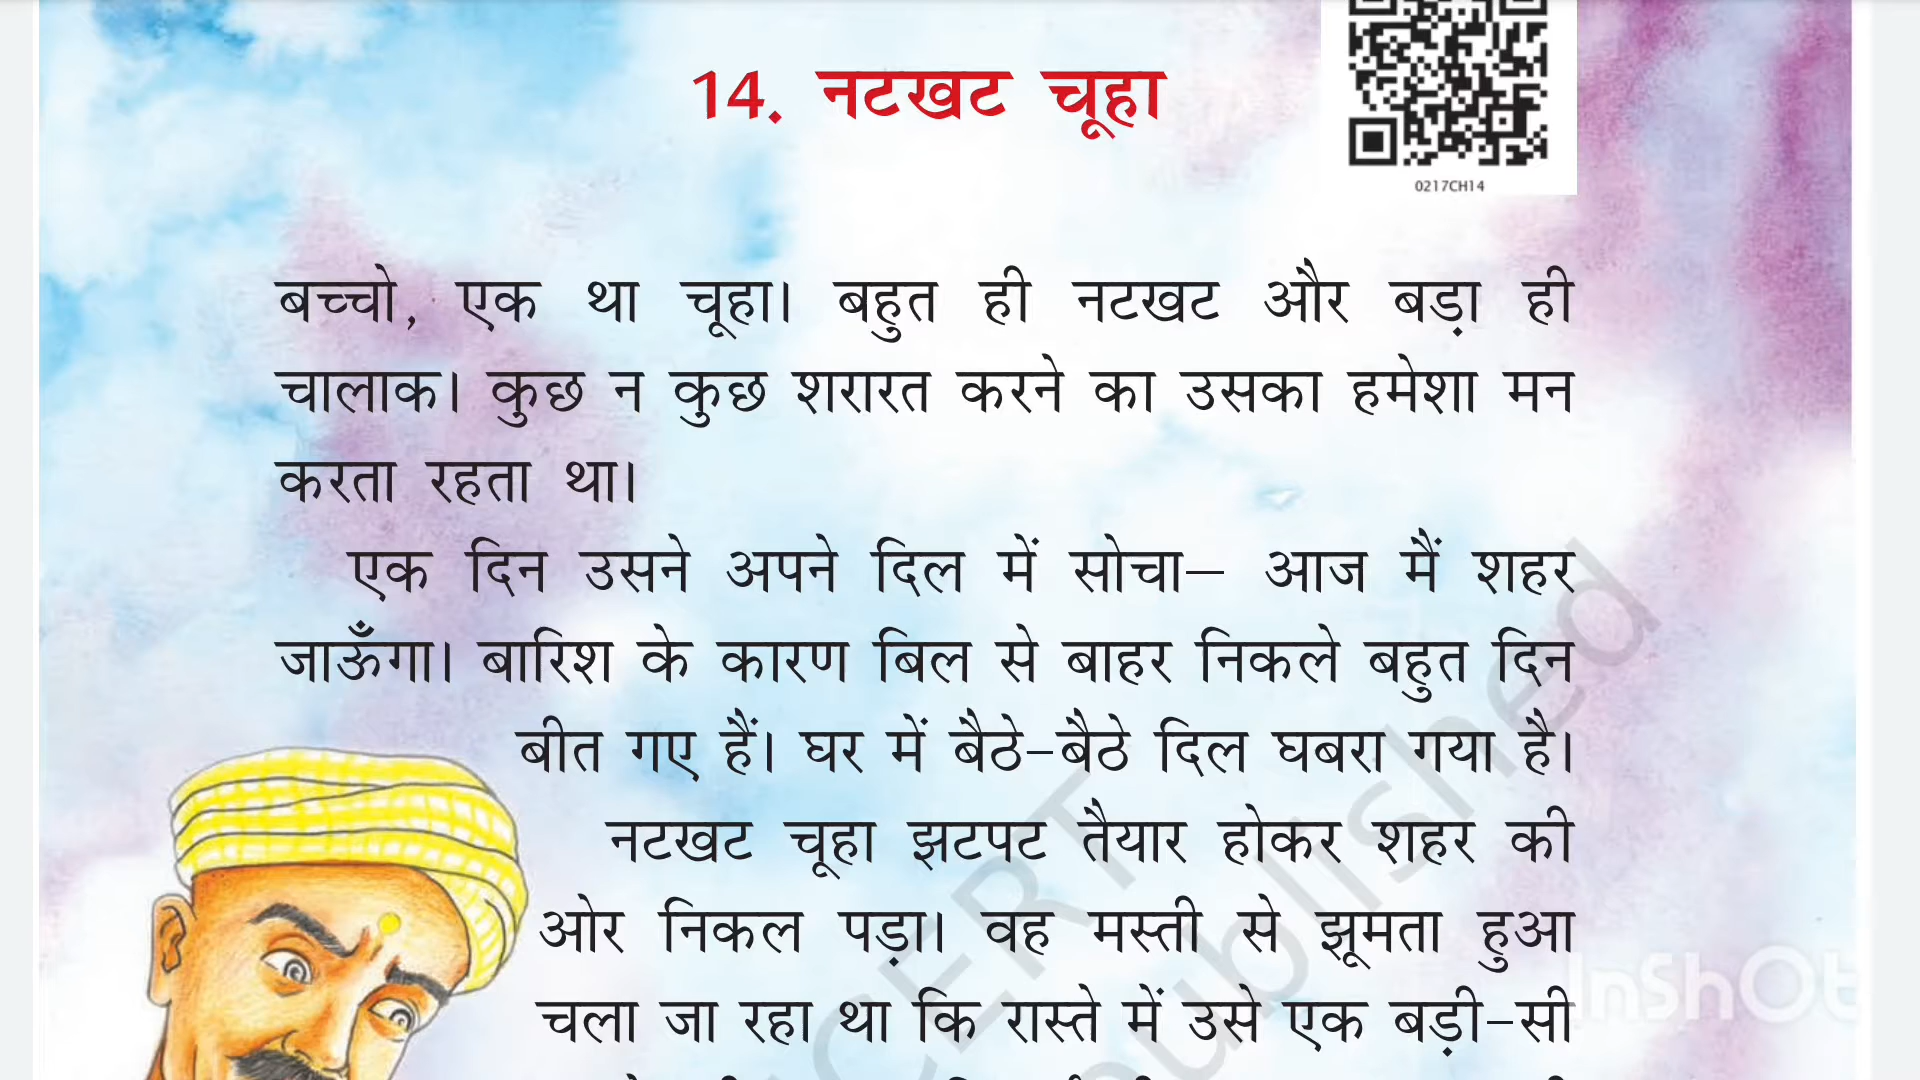 14. नटखट चूहा
0217CH14
बच्चो, एक था चूहा। बहुत ही नटखट और बड़ा ही
चालाक। कुछ न कुछ शरारत करने का उसका हमेशा मन
करता रहता था।
एक दिन उसने अपने दिल में सोचा– आज मैं शहर
जाऊँगा। बारिश के कारण बिल से बाहर निकले बहुत दिन
बीत गए हैं। घर में बैठे-बैठे दिल घबरा गया है।
नटखट चूहा झटपट तैयार होकर शहर की
ओर निकल पड़ा। वह मस्ती से झूमता हुआ
चला जा रहा था कि रास्ते में उसे एक बड़ी-सी
NCERT
published
InShOt